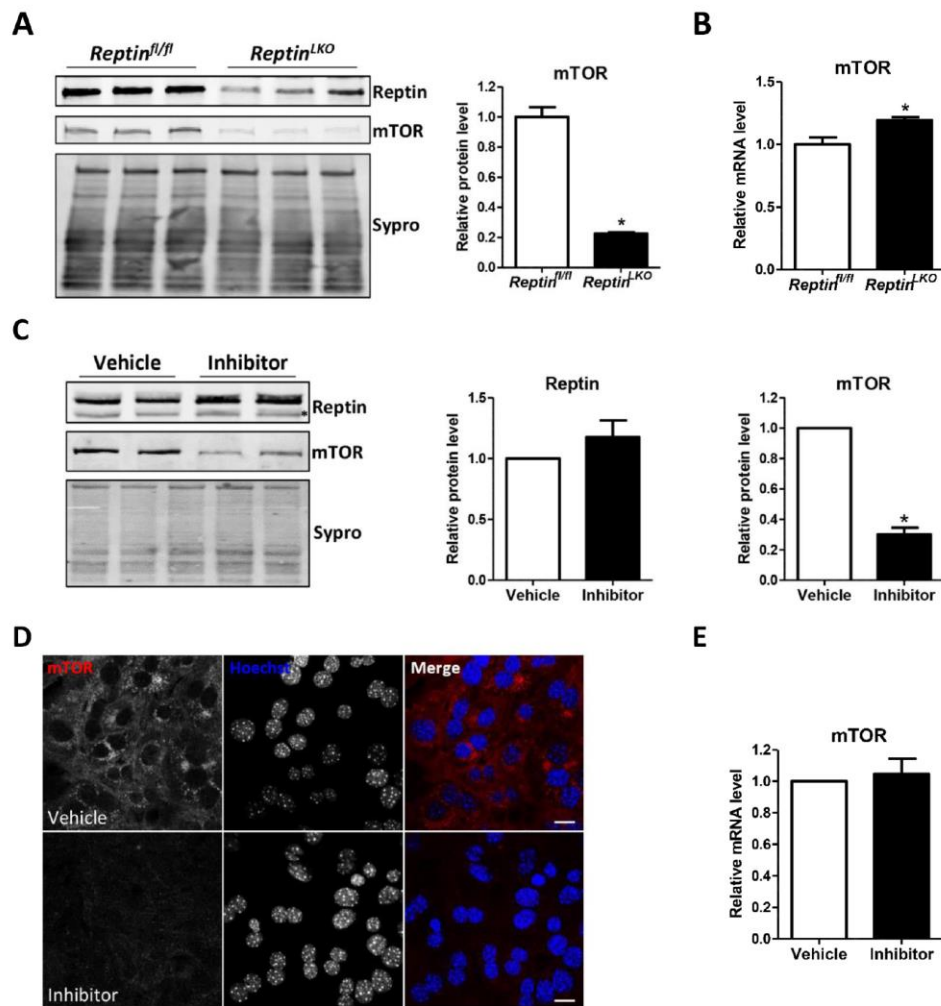 A
Reptin^fl/fl Reptin^LKO
Reptin
mTOR
Sypro
mTOR
Relative protein level
1.2
1.0
0.8
0.6
0.4
0.2
0.0
*
Reptin^fl/fl Reptin^LKO
B
mTOR
Relative mRNA level
1.5
1.0
0.5
0.0
*
Reptin^fl/fl Reptin^LKO
C
Vehicle Inhibitor
Reptin
*
mTOR
Sypro
Reptin
Relative protein level
1.5
1.0
0.5
0.0
Vehicle Inhibitor
mTOR
Relative protein level
1.2
1.0
0.8
0.6
0.4
0.2
0.0
*
Vehicle Inhibitor
D
mTOR Hoechst Merge
Vehicle
Inhibitor
E
mTOR
Relative mRNA level
1.2
1.0
0.8
0.6
0.4
0.2
0.0
Vehicle Inhibitor